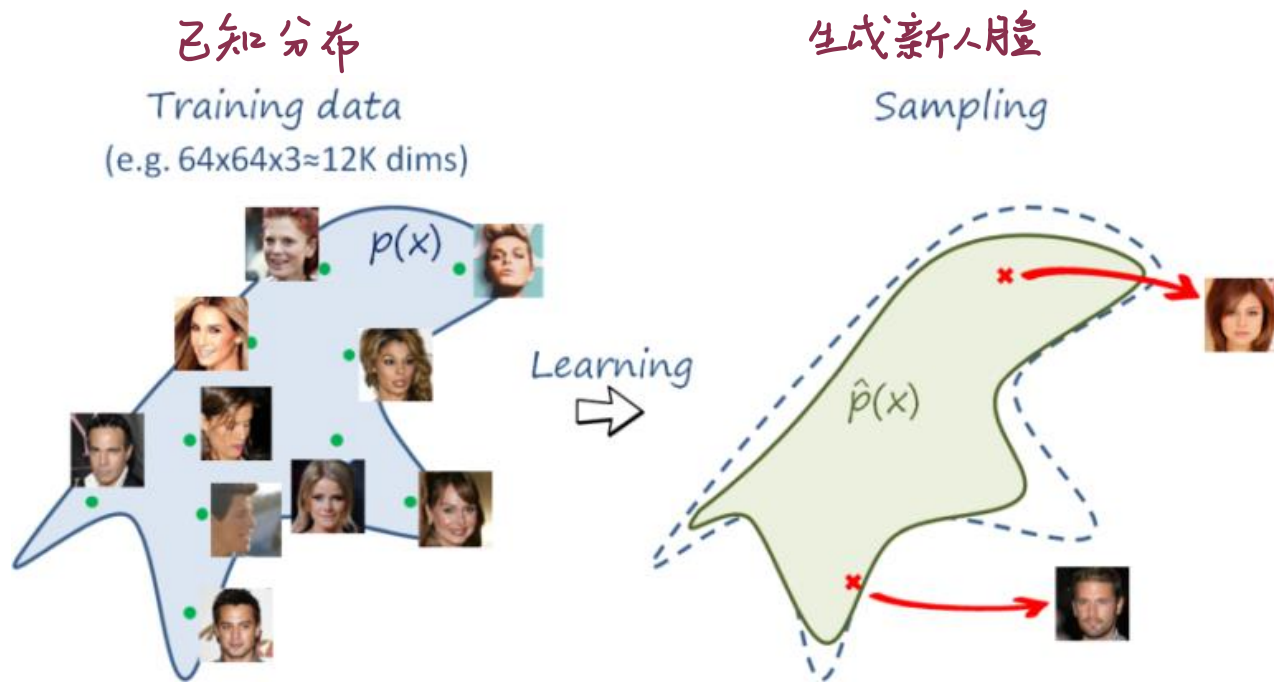 已知分布
Training data
(e.g. 64x64x3≈12K dims)
p(x)
Learning
生成新人脸
Sampling
p̂(x)